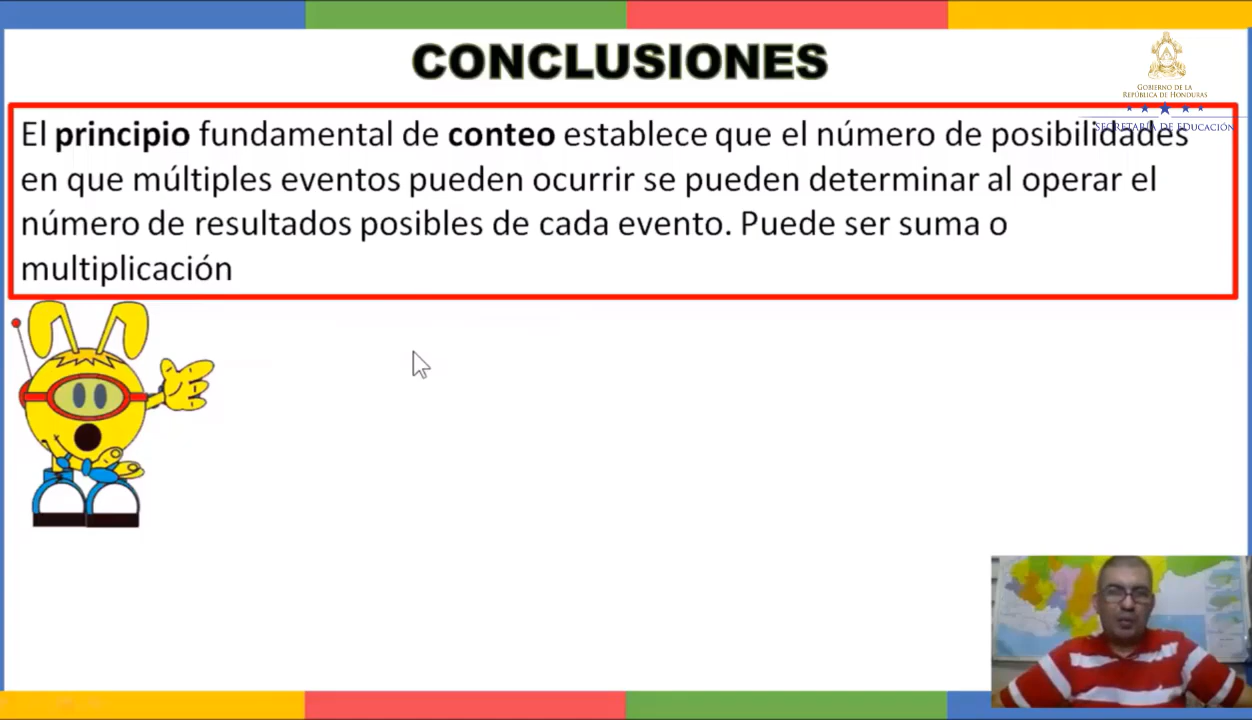 CONCLUSIONES
GOBIERNO DE LA
REPÚBLICA DE HONDURAS
SECRETARÍA DE EDUCACIÓN
El principio fundamental de conteo establece que el número de posibilidades
en que múltiples eventos pueden ocurrir se pueden determinar al operar el
número de resultados posibles de cada evento. Puede ser suma o
multiplicación